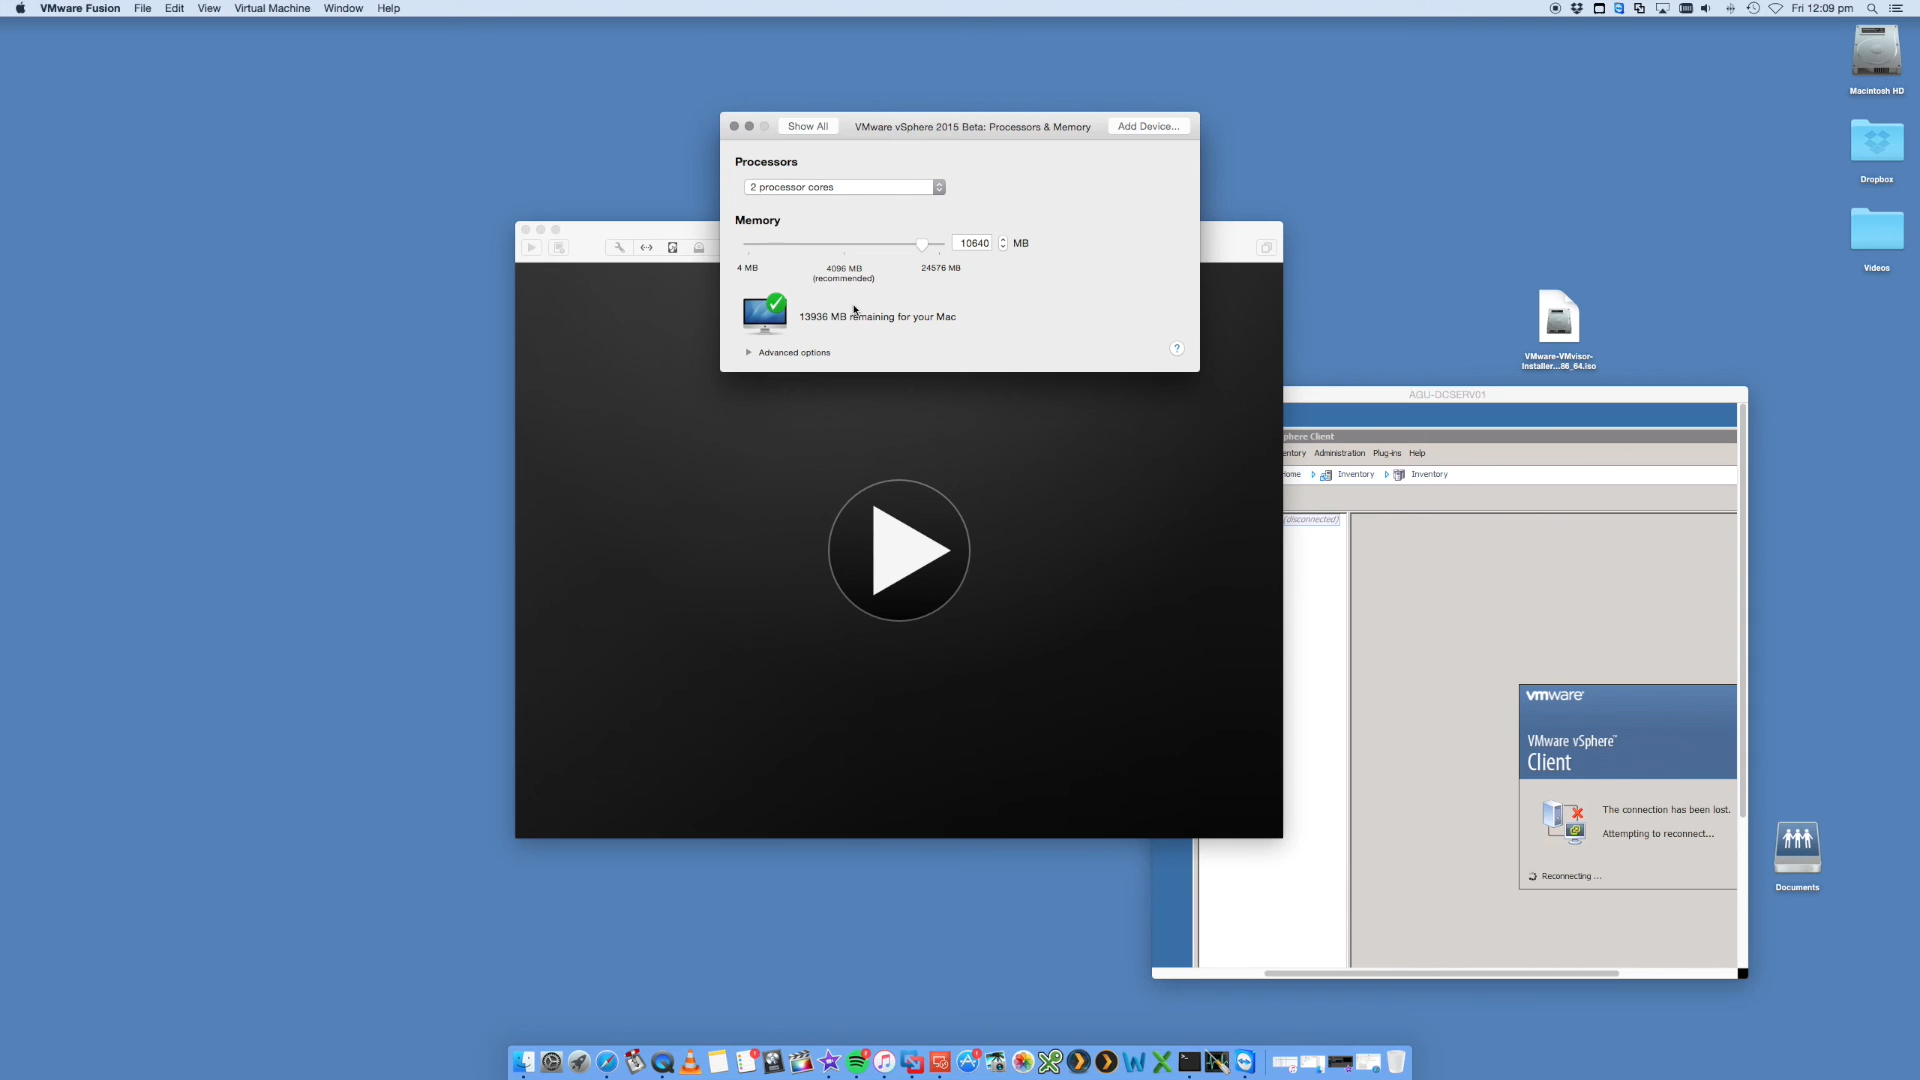 VMware Fusion File Edit View Virtual Machine Window Help
Fri 12:09 pm
Macintosh HD
Show All
VMware vSphere 2015 Beta: Processors & Memory
Add Device...
Dropbox
Processors
2 processor cores
Memory
10640 MB
4 MB
4096 MB
(recommended)
24576 MB
Videos
13936 MB remaining for your Mac
Advanced options
?
VMware-VMvisor-
Installer...86_64.iso
AGU-DCSERV01
phere Client
entory Administration Plug-ins Help
Home Inventory Inventory
(disconnected)
vmware
VMware vSphere™
Client
The connection has been lost.
Attempting to reconnect...
Reconnecting ...
Documents